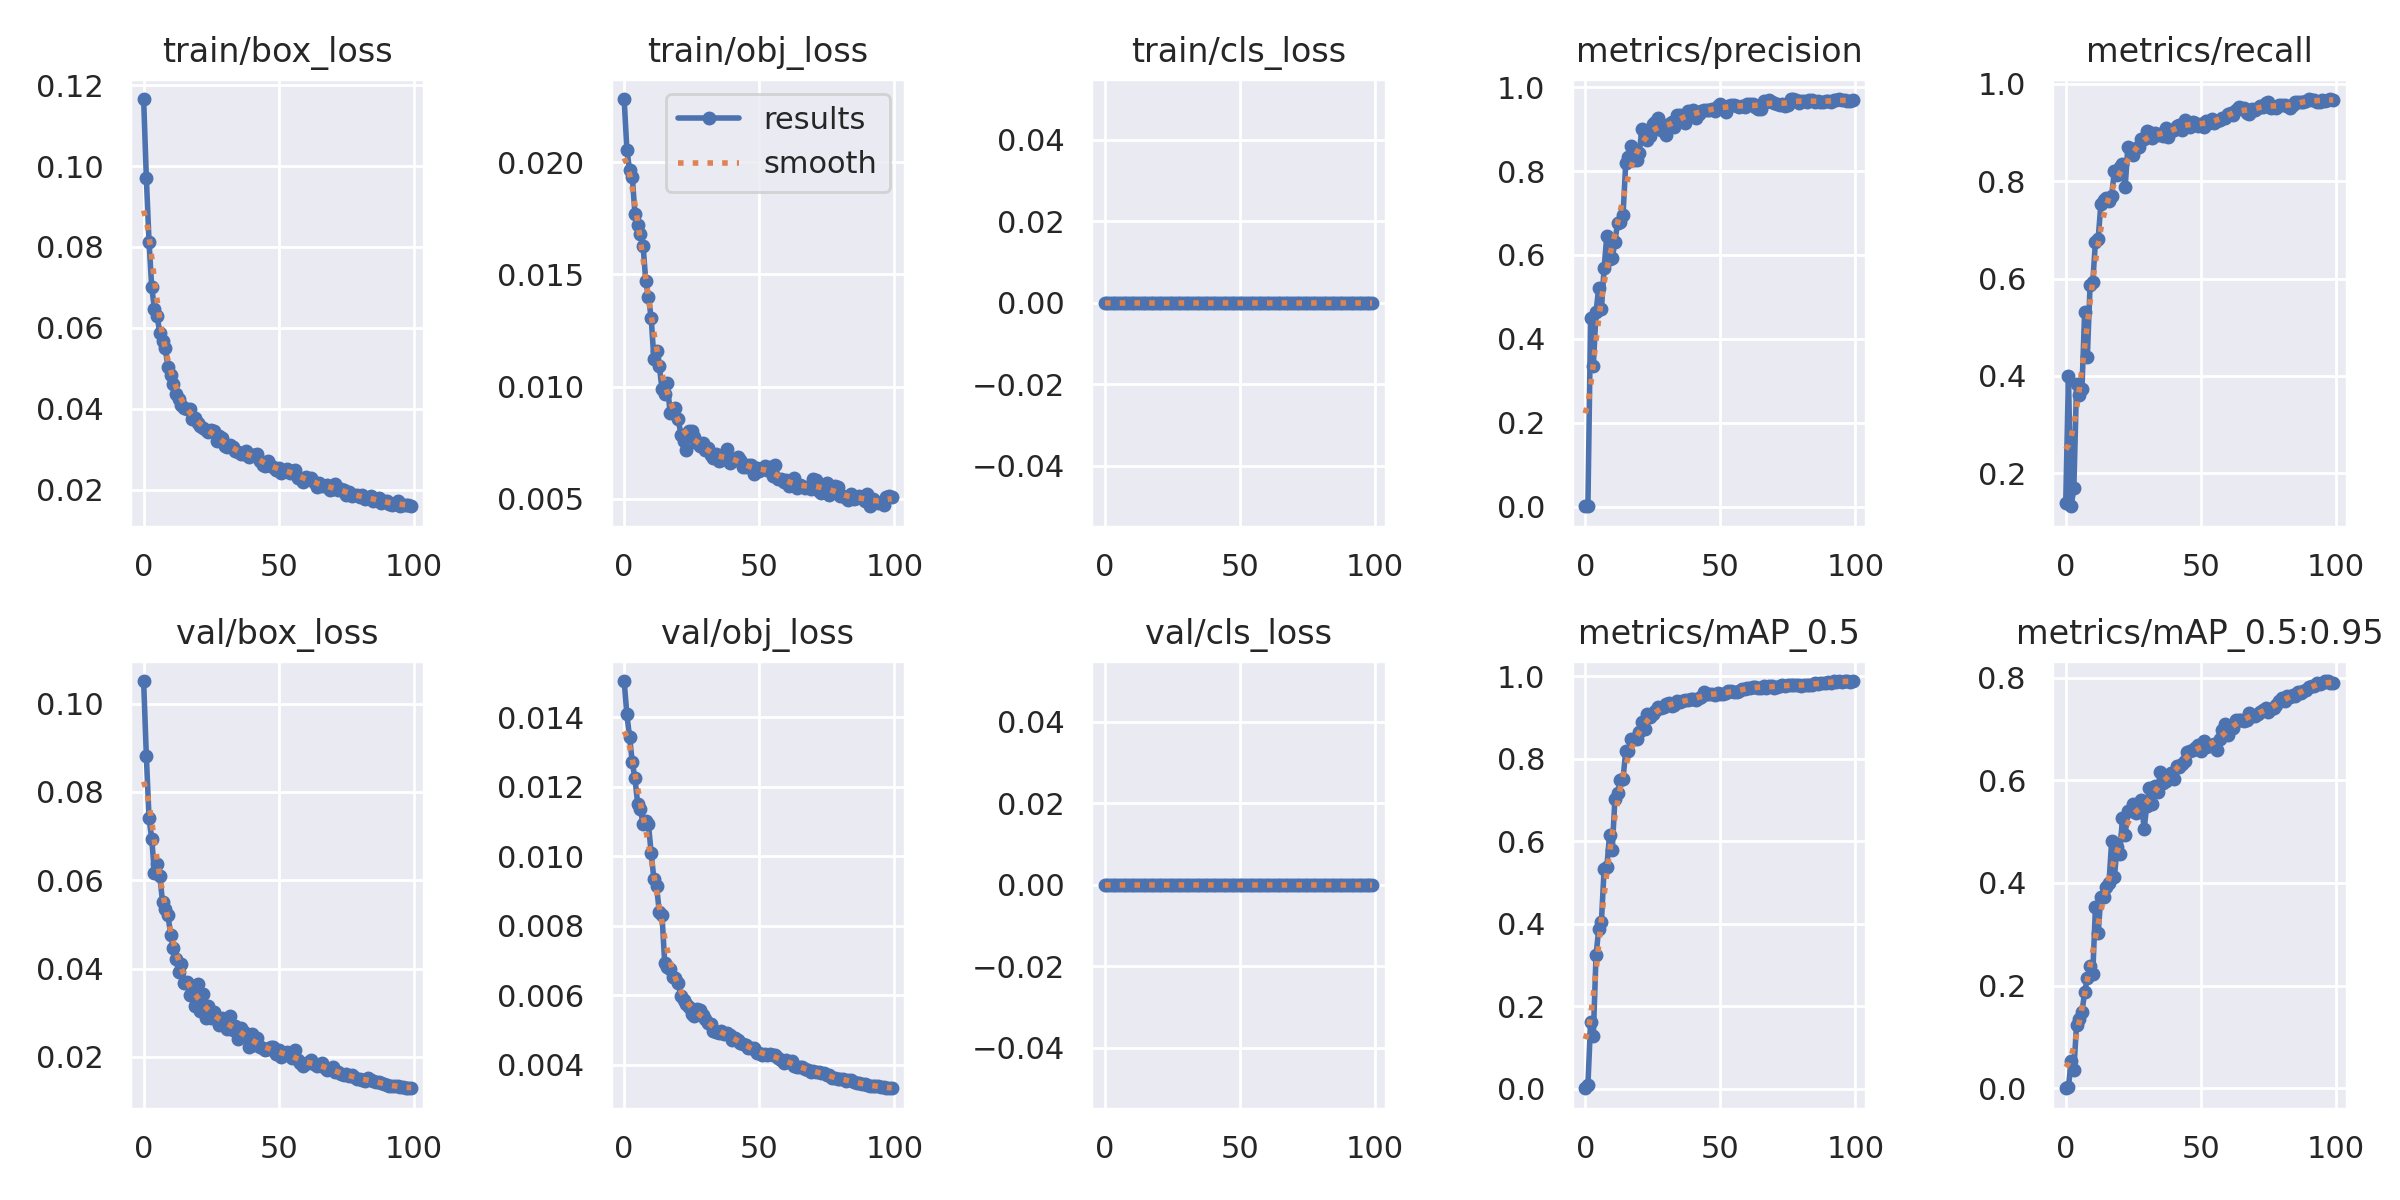 train/box_loss
0.12
0.10
0.08
0.06
0.04
0.02
0 50 100
train/obj_loss
results
smooth
0.020
0.015
0.010
0.005
0 50 100
train/cls_loss
0.04
0.02
0.00
−0.02
−0.04
0 50 100
metrics/precision
1.0
0.8
0.6
0.4
0.2
0.0
0 50 100
metrics/recall
1.0
0.8
0.6
0.4
0.2
0 50 100
val/box_loss
0.10
0.08
0.06
0.04
0.02
0 50 100
val/obj_loss
0.014
0.012
0.010
0.008
0.006
0.004
0 50 100
val/cls_loss
0.04
0.02
0.00
−0.02
−0.04
0 50 100
metrics/mAP_0.5
1.0
0.8
0.6
0.4
0.2
0.0
0 50 100
metrics/mAP_0.5:0.95
0.8
0.6
0.4
0.2
0.0
0 50 100